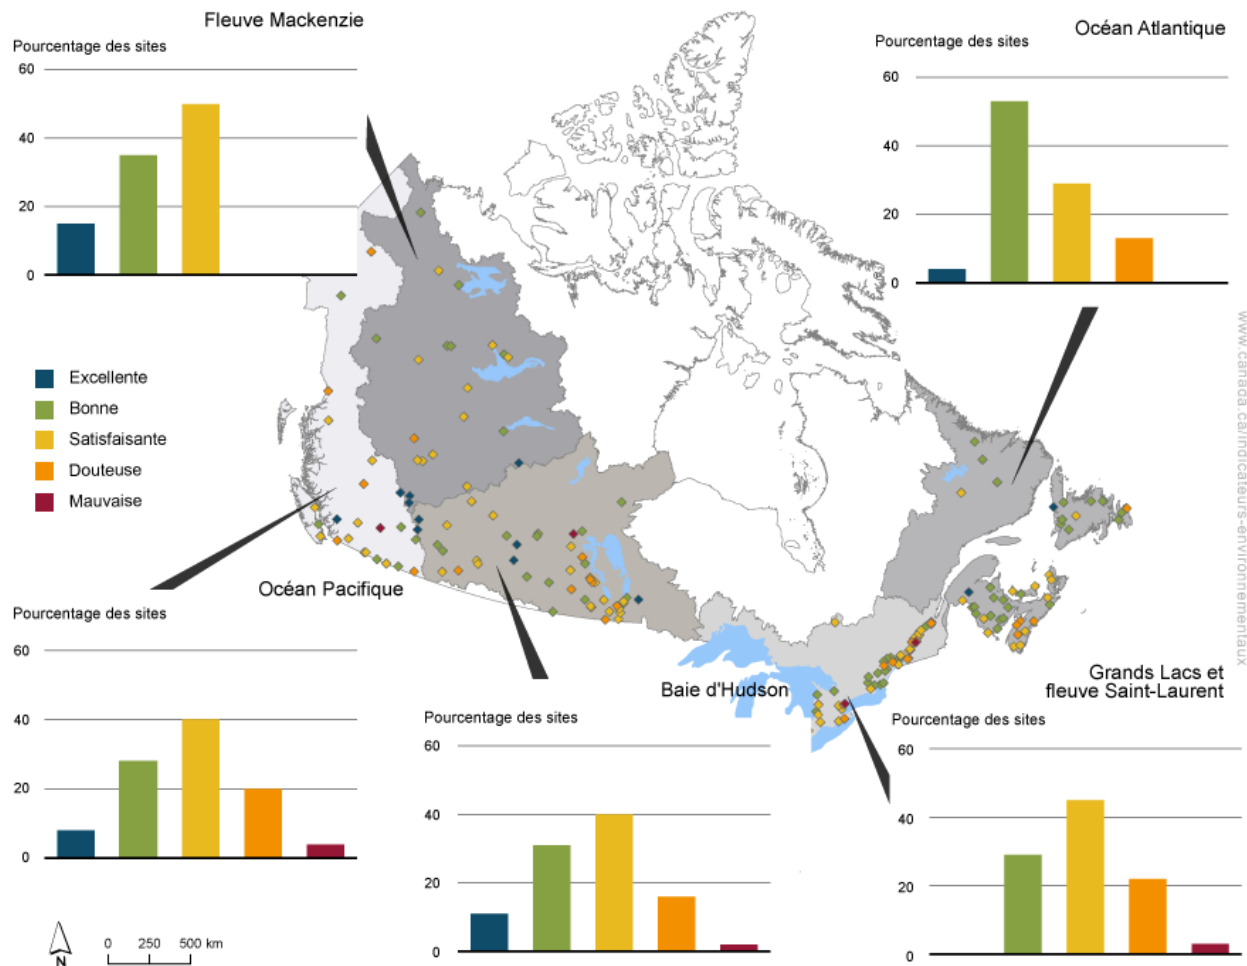 Fleuve Mackenzie
Pourcentage des sites
60
40
20
0
Océan Atlantique
Pourcentage des sites
60
40
20
0
www.canada.ca/indicateurs-environnementaux
Excellente
Bonne
Satisfaisante
Douteuse
Mauvaise
Océan Pacifique
Pourcentage des sites
60
40
20
0
Baie d'Hudson
Pourcentage des sites
60
40
20
0
Grands Lacs et
fleuve Saint-Laurent
Pourcentage des sites
60
40
20
0
N
0 250 500 km